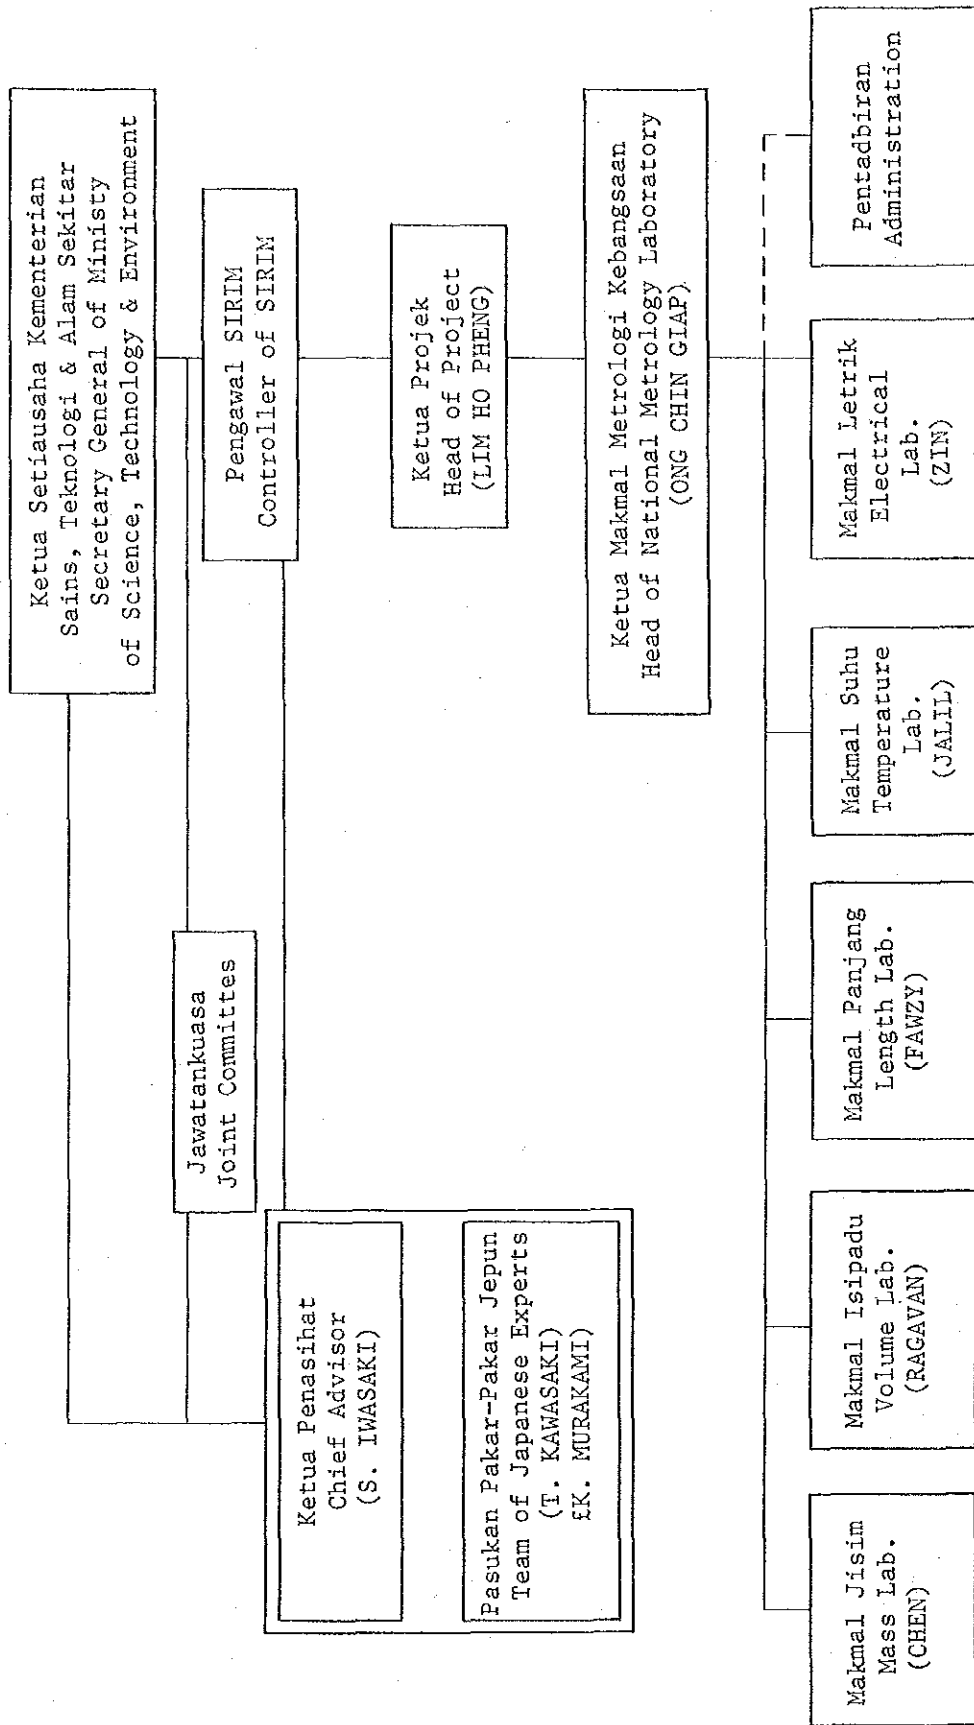 Ketua Setiausaha Kementerian
Sains, Teknologi & Alam Sekitar
Secretary General of Ministy
of Science, Technology & Environment
Pengawal SIRIM
Controller of SIRIM
Jawatankuasa
Joint Committes
Ketua Penasihat
Chief Advisor
(S. IWASAKI)
Pasukan Pakar-Pakar Jepun
Team of Japanese Experts
(T. KAWASAKI)
£K. MURAKAMI)
Ketua Projek
Head of Project
(LIM HO PHENG)
Ketua Makmal Metrologi Kebangsaan
Head of National Metrology Laboratory
(ONG CHIN GIAP)
Makmal Jisim
Mass Lab.
(CHEN)
Makmal Isipadu
Volume Lab.
(RAGAVAN)
Makmal Panjang
Length Lab.
(FAWZY)
Makmal Suhu
Temperature
Lab.
(JALIL)
Makmal Letrik
Electrical
Lab.
(ZIN)
Pentadbiran
Administration